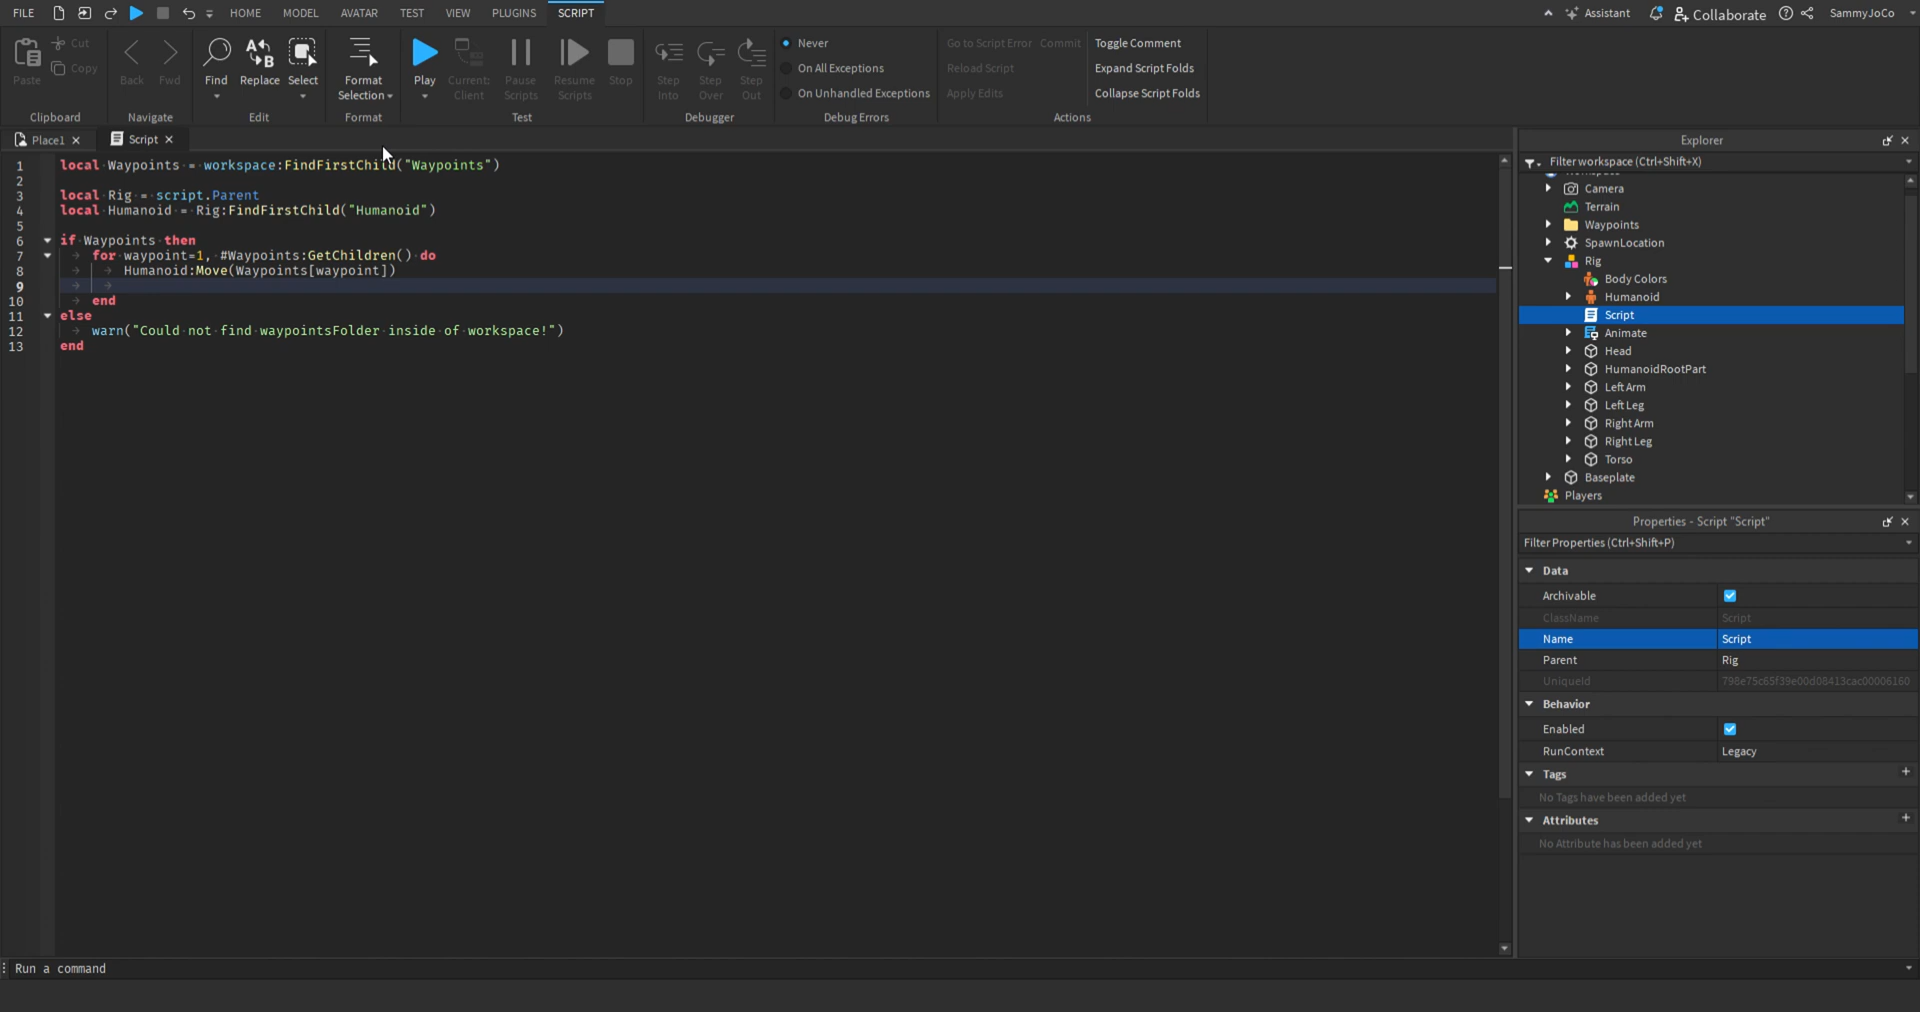 FILE HOME MODEL AVATAR TEST VIEW PLUGINS SCRIPT Assistant Collaborate SammyJoCo
Paste Cut Copy
Clipboard
Back Fwd
Navigate
Find Replace Select
Edit
Format Selection
Format
Play Current: Client Pause Scripts Resume Scripts Stop
Test
Step Into Step Over Step Out
Debugger
Never
On All Exceptions
On Unhandled Exceptions
Debug Errors
Go to Script Error Commit
Reload Script
Apply Edits
Toggle Comment
Expand Script Folds
Collapse Script Folds
Actions
Place1 Script
1 local Waypoints = workspace:FindFirstChild("Waypoints")
2
3 local Rig = script.Parent
4 local Humanoid = Rig:FindFirstChild("Humanoid")
5
6 if Waypoints then
7 for waypoint=1, #Waypoints:GetChildren() do
8 Humanoid:Move(Waypoints[waypoint])
9
10 end
11 else
12 warn("Could not find waypointsFolder inside of workspace!")
13 end
Run a command
Explorer
Filter workspace (Ctrl+Shift+X)
Camera
Terrain
Waypoints
SpawnLocation
Rig
Body Colors
Humanoid
Script
Animate
Head
HumanoidRootPart
Left Arm
Left Leg
Right Arm
Right Leg
Torso
Baseplate
Players
Properties - Script "Script"
Filter Properties (Ctrl+Shift+P)
Data
Archivable
ClassName Script
Name Script
Parent Rig
UniqueId 798e75c65f39e00d08413cac00006160
Behavior
Enabled
RunContext Legacy
Tags
No Tags have been added yet
Attributes
No Attribute has been added yet